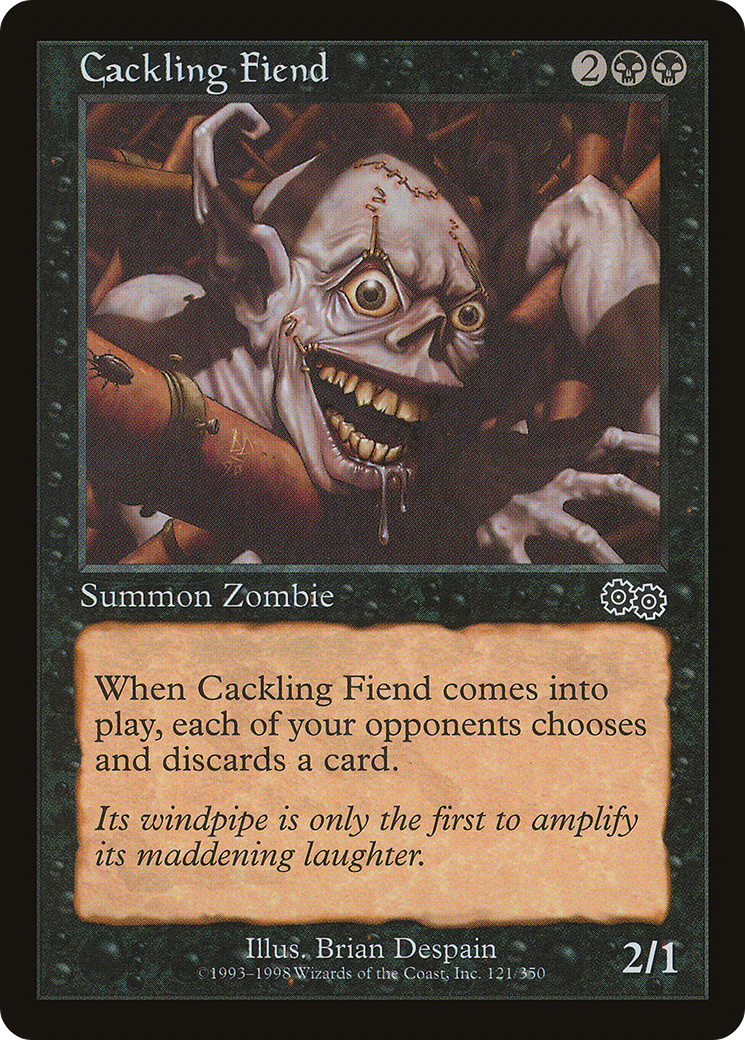 Cackling Fiend
2
Summon Zombie
When Cackling Fiend comes into
play, each of your opponents chooses
and discards a card.
Its windpipe is only the first to amplify
its maddening laughter.
Illus. Brian Despain
©1993–1998 Wizards of the Coast, Inc. 121/350
2/1